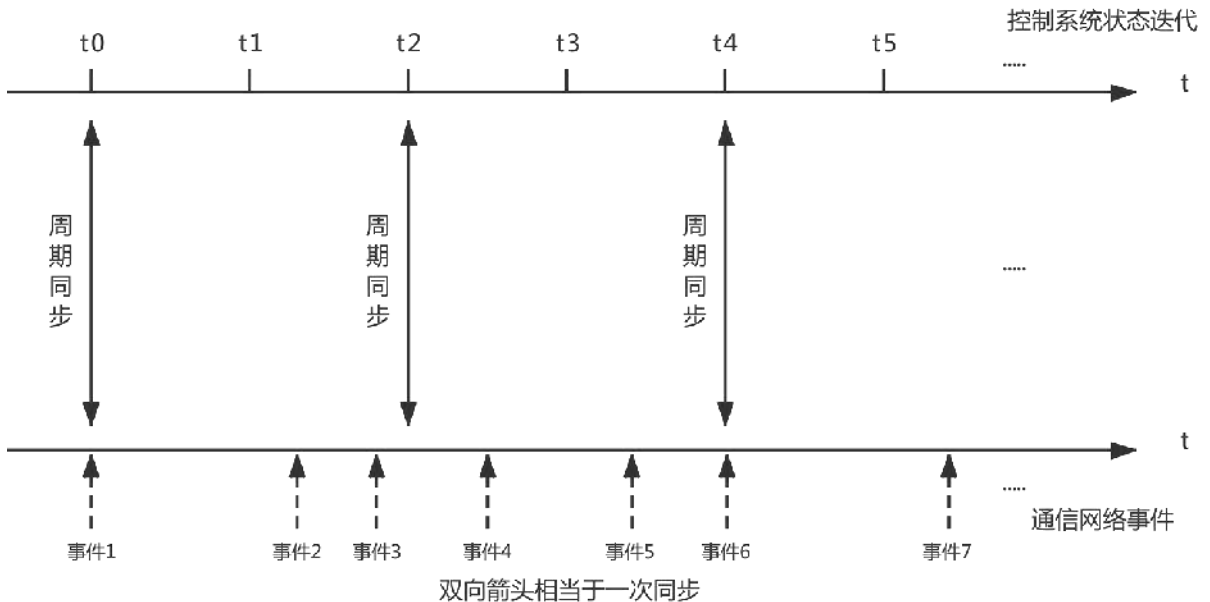 控制系统状态迭代
t0 t1 t2 t3 t4 t5 .....
t
周期同步 周期同步 周期同步 .....
t
.....
通信网络事件
事件1 事件2 事件3 事件4 事件5 事件6 事件7
双向箭头相当于一次同步